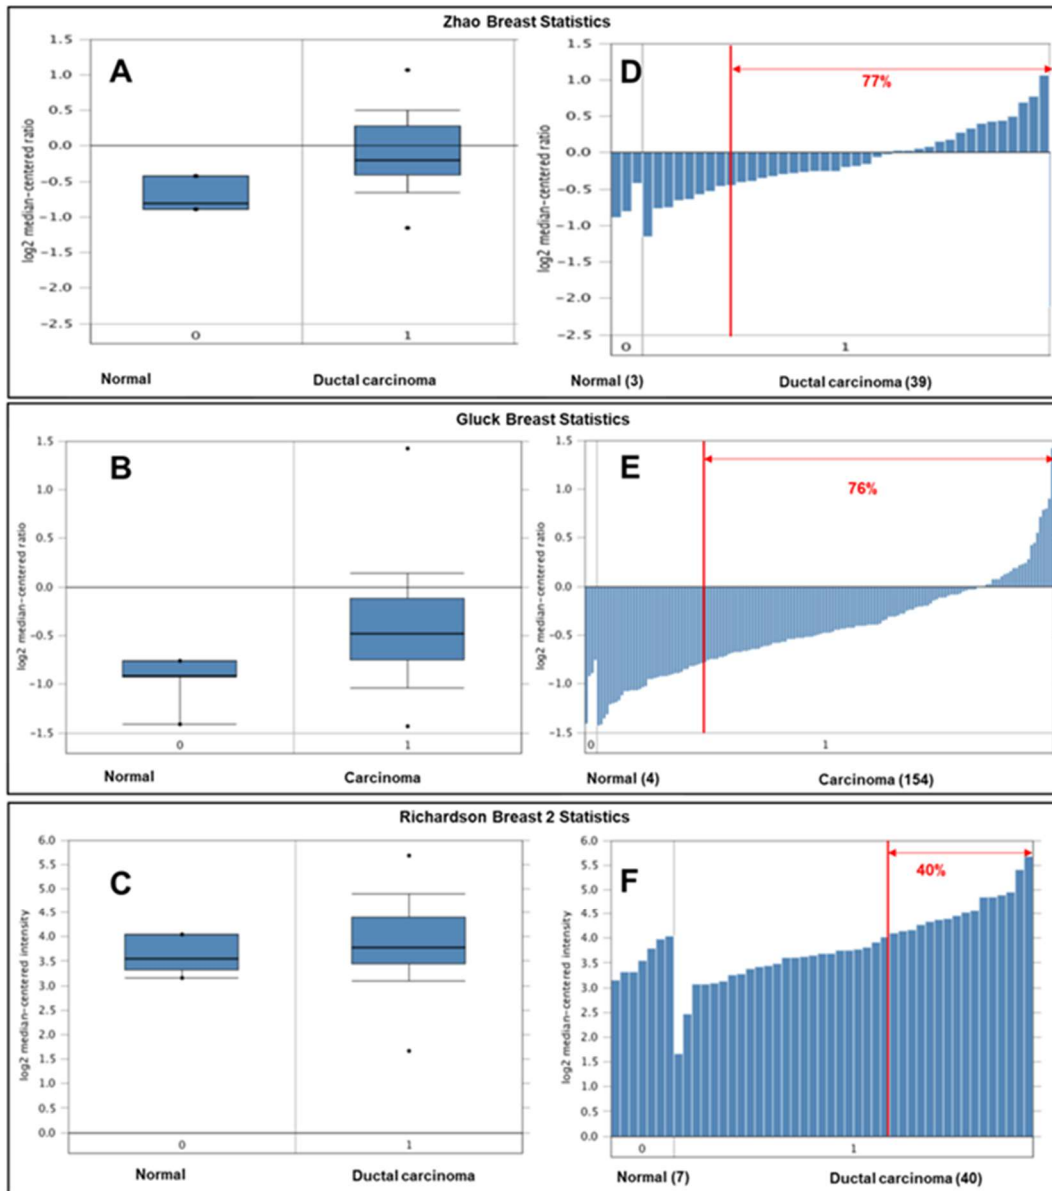 Zhao Breast Statistics
A
log2 median-centered ratio
1.5
1.0
0.5
0.0
−0.5
−1.0
−1.5
−2.0
−2.5
0
1
Normal
Ductal carcinoma
D
log2 median-centered ratio
1.5
1.0
0.5
0.0
−0.5
−1.0
−1.5
−2.0
−2.5
77%
0
1
Normal (3)
Ductal carcinoma (39)
Gluck Breast Statistics
B
log2 median-centered ratio
1.5
1.0
0.5
0.0
−0.5
−1.0
−1.5
0
1
Normal
Carcinoma
E
log2 median-centered ratio
1.5
1.0
0.5
0.0
−0.5
−1.0
−1.5
76%
0
1
Normal (4)
Carcinoma (154)
Richardson Breast 2 Statistics
C
log2 median-centered intensity
6.0
5.5
5.0
4.5
4.0
3.5
3.0
2.5
2.0
1.5
1.0
0.5
0.0
0
1
Normal
Ductal carcinoma
F
log2 median-centered intensity
6.0
5.5
5.0
4.5
4.0
3.5
3.0
2.5
2.0
1.5
1.0
0.5
0.0
40%
0
1
Normal (7)
Ductal carcinoma (40)